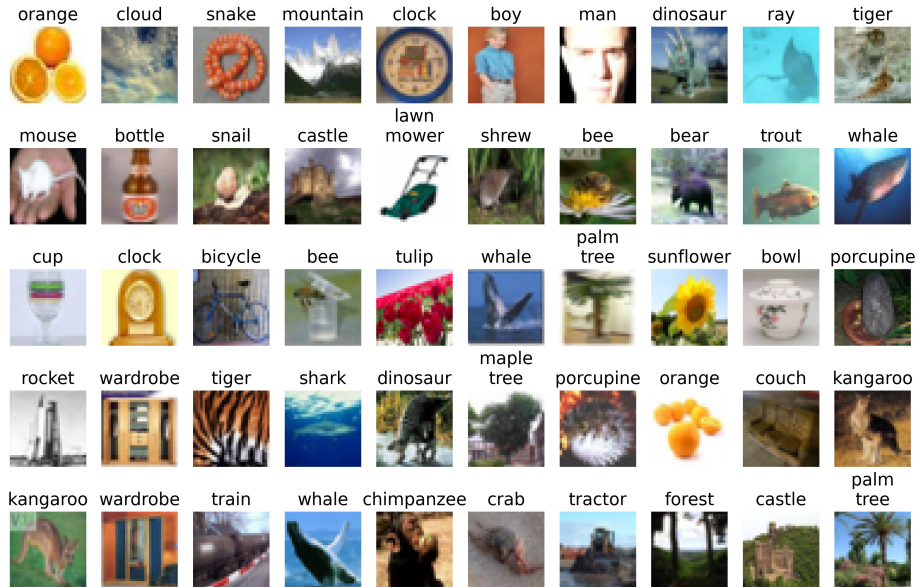 orange cloud snake mountain clock boy man dinosaur ray tiger
mouse bottle snail castle lawn mower shrew bee bear trout whale
cup clock bicycle bee tulip whale palm tree sunflower bowl porcupine
rocket wardrobe tiger shark dinosaur maple tree porcupine orange couch kangaroo
kangaroo wardrobe train whale chimpanzee crab tractor forest castle palm tree